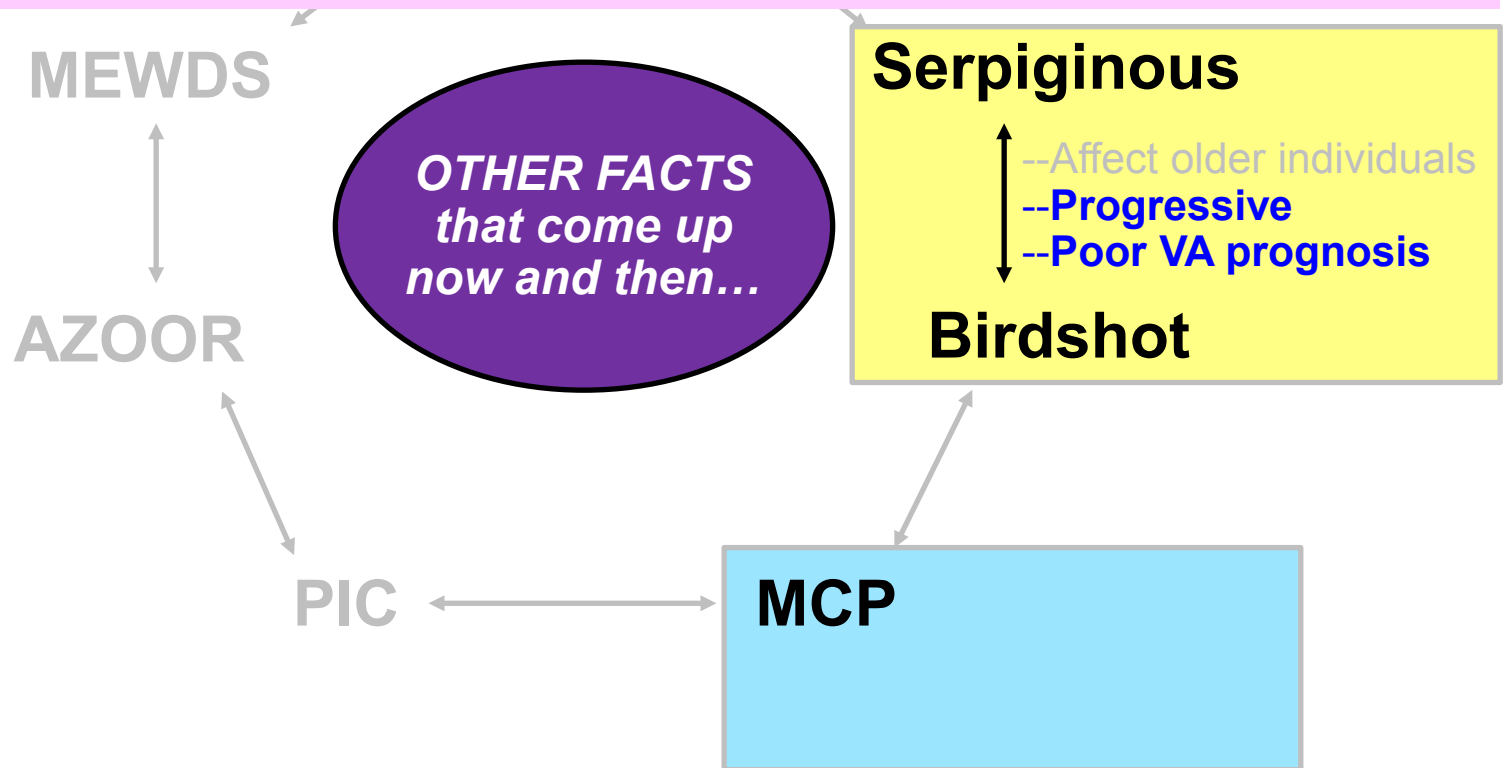 MEWDS
AZOOR
OTHER FACTS
that come up
now and then…
Serpiginous
--Affect older individuals
--Progressive
--Poor VA prognosis
Birdshot
PIC
MCP